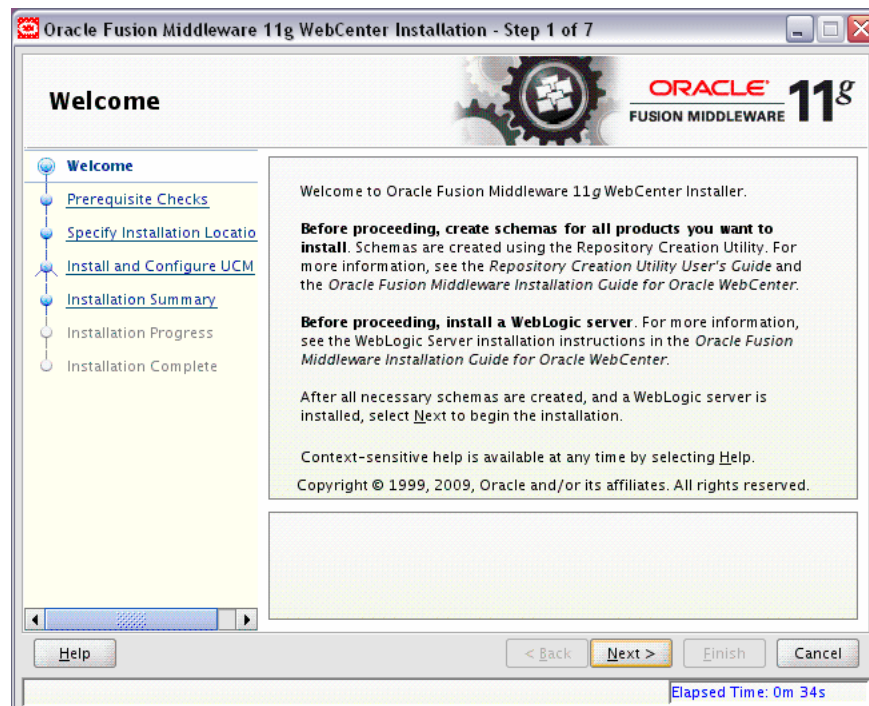 Oracle Fusion Middleware 11g WebCenter Installation - Step 1 of 7
Welcome
ORACLE
FUSION MIDDLEWARE
11g
Welcome
Prerequisite Checks
Specify Installation Locatio
Install and Configure UCM
Installation Summary
Installation Progress
Installation Complete
Welcome to Oracle Fusion Middleware 11g WebCenter Installer.
Before proceeding, create schemas for all products you want to
install. Schemas are created using the Repository Creation Utility. For
more information, see the Repository Creation Utility User's Guide and
the Oracle Fusion Middleware Installation Guide for Oracle WebCenter.
Before proceeding, install a WebLogic server. For more information,
see the WebLogic Server installation instructions in the Oracle Fusion
Middleware Installation Guide for Oracle WebCenter.
After all necessary schemas are created, and a WebLogic server is
installed, select Next to begin the installation.
Context-sensitive help is available at any time by selecting Help.
Copyright © 1999, 2009, Oracle and/or its affiliates. All rights reserved.
Help
< Back
Next >
Finish
Cancel
Elapsed Time: 0m 34s